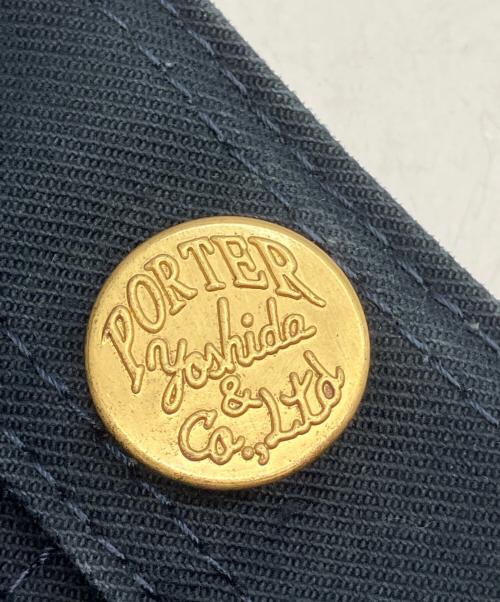 PORTER
Yoshida
&
Co.,Ltd